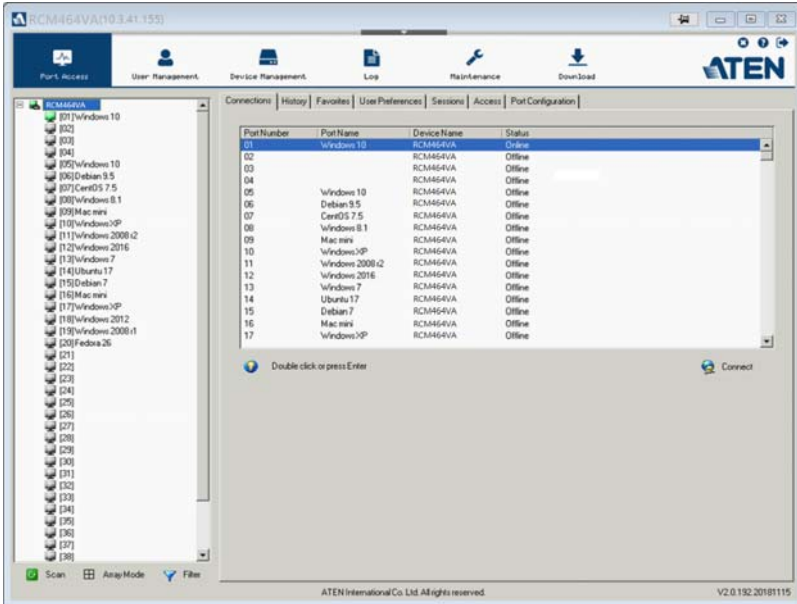 RCM464VA(10.3.41.155)
Port Access
User Management
Device Management
Log
Maintenance
Download
ATEN
RCM464VA
[01]Windows 10
[02]
[03]
[04]
[05]Windows 10
[06]Debian 9.5
[07]CentOS 7.5
[08]Windows 8.1
[09]Mac mini
[10]Windows XP
[11]Windows 2008 r2
[12]Windows 2016
[13]Windows 7
[14]Ubuntu 17
[15]Debian 7
[16]Mac mini
[17]Windows XP
[18]Windows 2012
[19]Windows 2008 r1
[20]Fedora 26
[21]
[22]
[23]
[24]
[25]
[26]
[27]
[28]
[29]
[30]
[31]
[32]
[33]
[34]
[35]
[36]
[37]
[38]
Scan Array Mode Filter
Connections History Favorites User Preferences Sessions Access Port Configuration
Port Number Port Name Device Name Status
01 Windows 10 RCM464VA Online
02 RCM464VA Offline
03 RCM464VA Offline
04 RCM464VA Offline
05 Windows 10 RCM464VA Offline
06 Debian 9.5 RCM464VA Offline
07 CentOS 7.5 RCM464VA Offline
08 Windows 8.1 RCM464VA Offline
09 Mac mini RCM464VA Offline
10 Windows XP RCM464VA Offline
11 Windows 2008 r2 RCM464VA Offline
12 Windows 2016 RCM464VA Offline
13 Windows 7 RCM464VA Offline
14 Ubuntu 17 RCM464VA Offline
15 Debian 7 RCM464VA Offline
16 Mac mini RCM464VA Offline
17 Windows XP RCM464VA Offline
Double click or press Enter
Connect
ATEN International Co. Ltd. All rights reserved.
V2.0.192.20181115